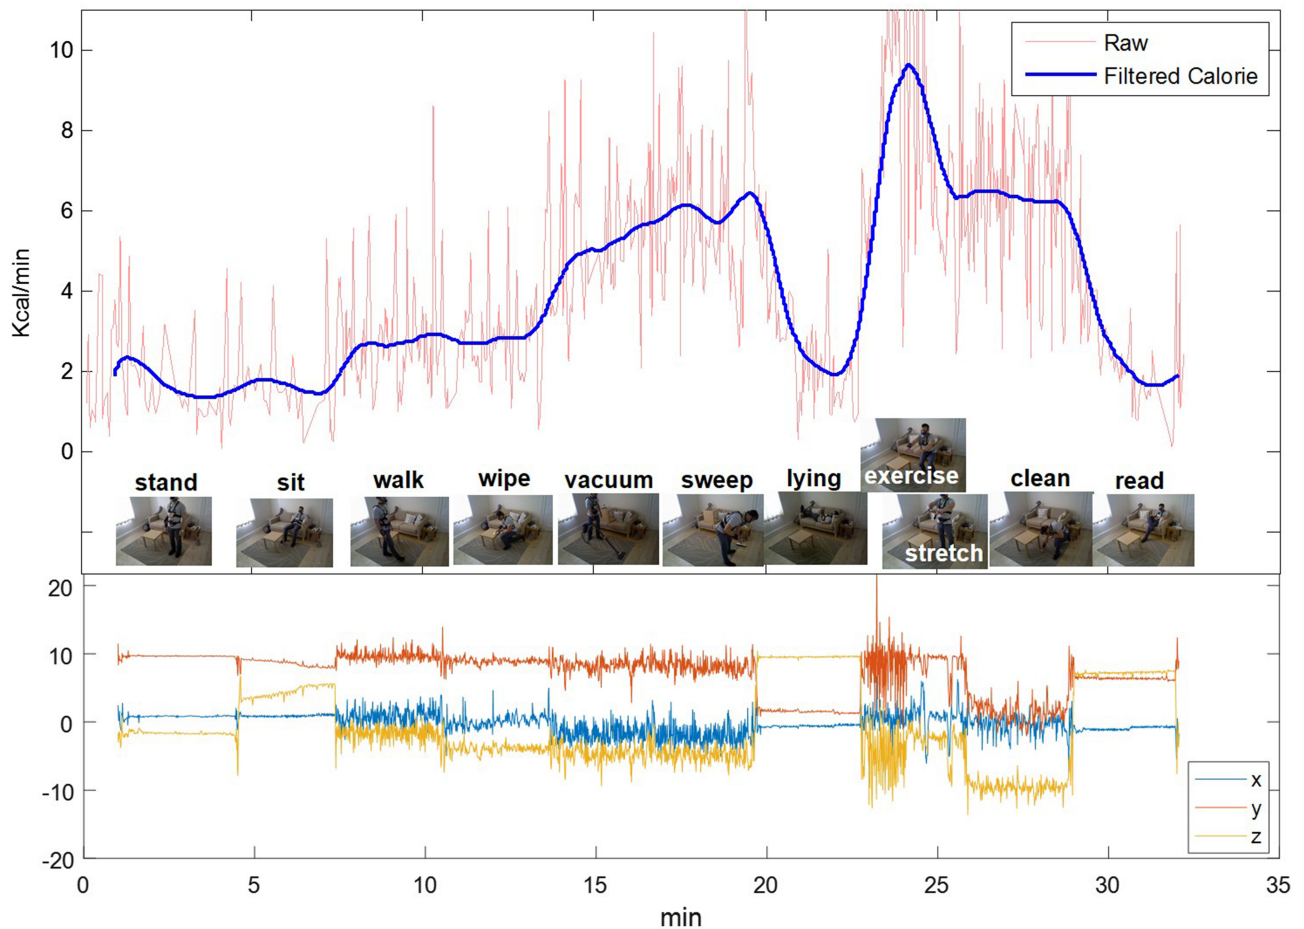 10
8
6
4
2
0
Kcal/min
Raw
Filtered Calorie
stand
sit
walk
wipe
vacuum
sweep
lying
exercise
stretch
clean
read
20
10
0
-10
-20
x
y
z
0
5
10
15
20
25
30
35
min